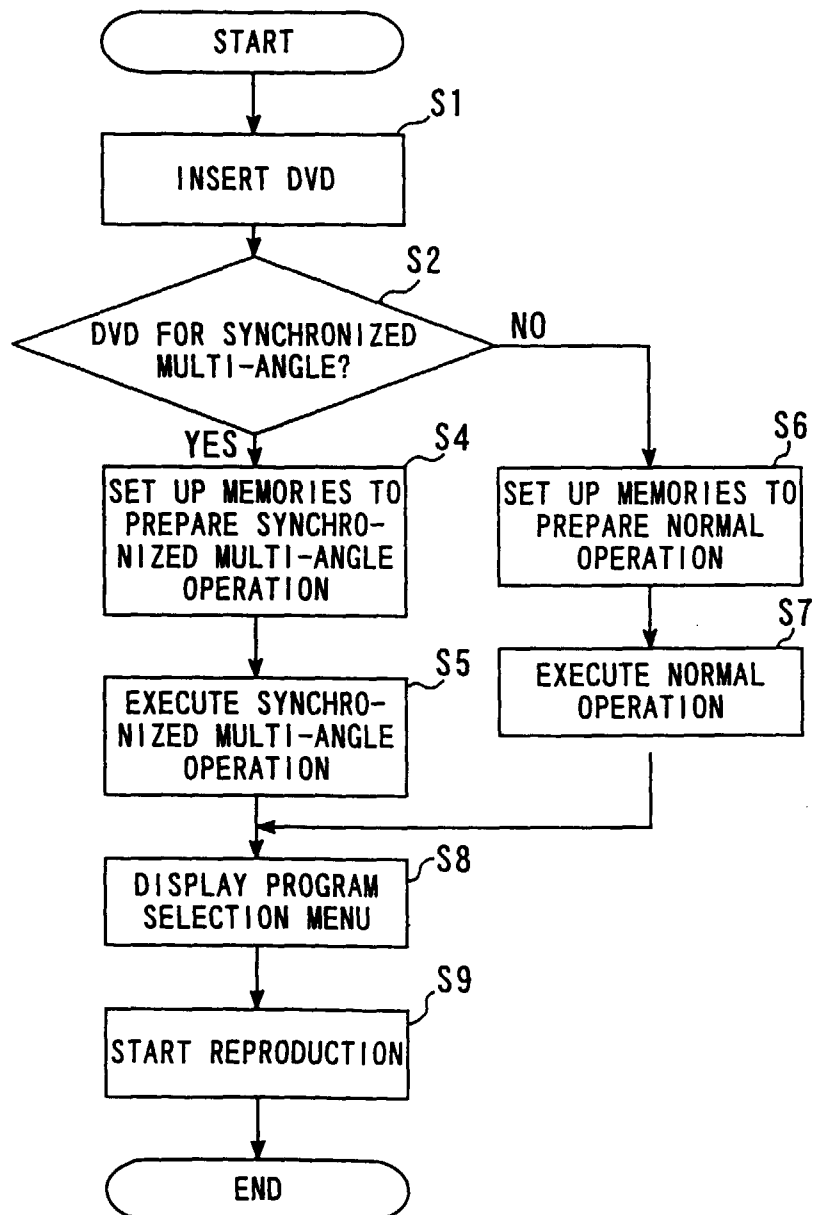 START
S1
INSERT DVD
S2
DVD FOR SYNCHRONIZED
MULTI-ANGLE?
NO
YES
S4
SET UP MEMORIES TO
PREPARE SYNCHRO-
NIZED MULTI-ANGLE
OPERATION
S6
SET UP MEMORIES TO
PREPARE NORMAL
OPERATION
S5
EXECUTE SYNCHRO-
NIZED MULTI-ANGLE
OPERATION
S7
EXECUTE NORMAL
OPERATION
S8
DISPLAY PROGRAM
SELECTION MENU
S9
START REPRODUCTION
END